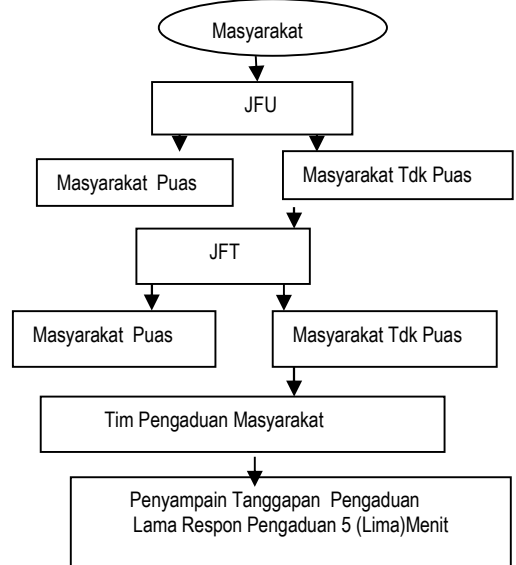 Masyarakat
JFU
Masyarakat Puas
Masyarakat Tdk Puas
JFT
Masyarakat Puas
Masyarakat Tdk Puas
Tim Pengaduan Masyarakat
Penyampain Tanggapan Pengaduan
Lama Respon Pengaduan 5 (Lima)Menit